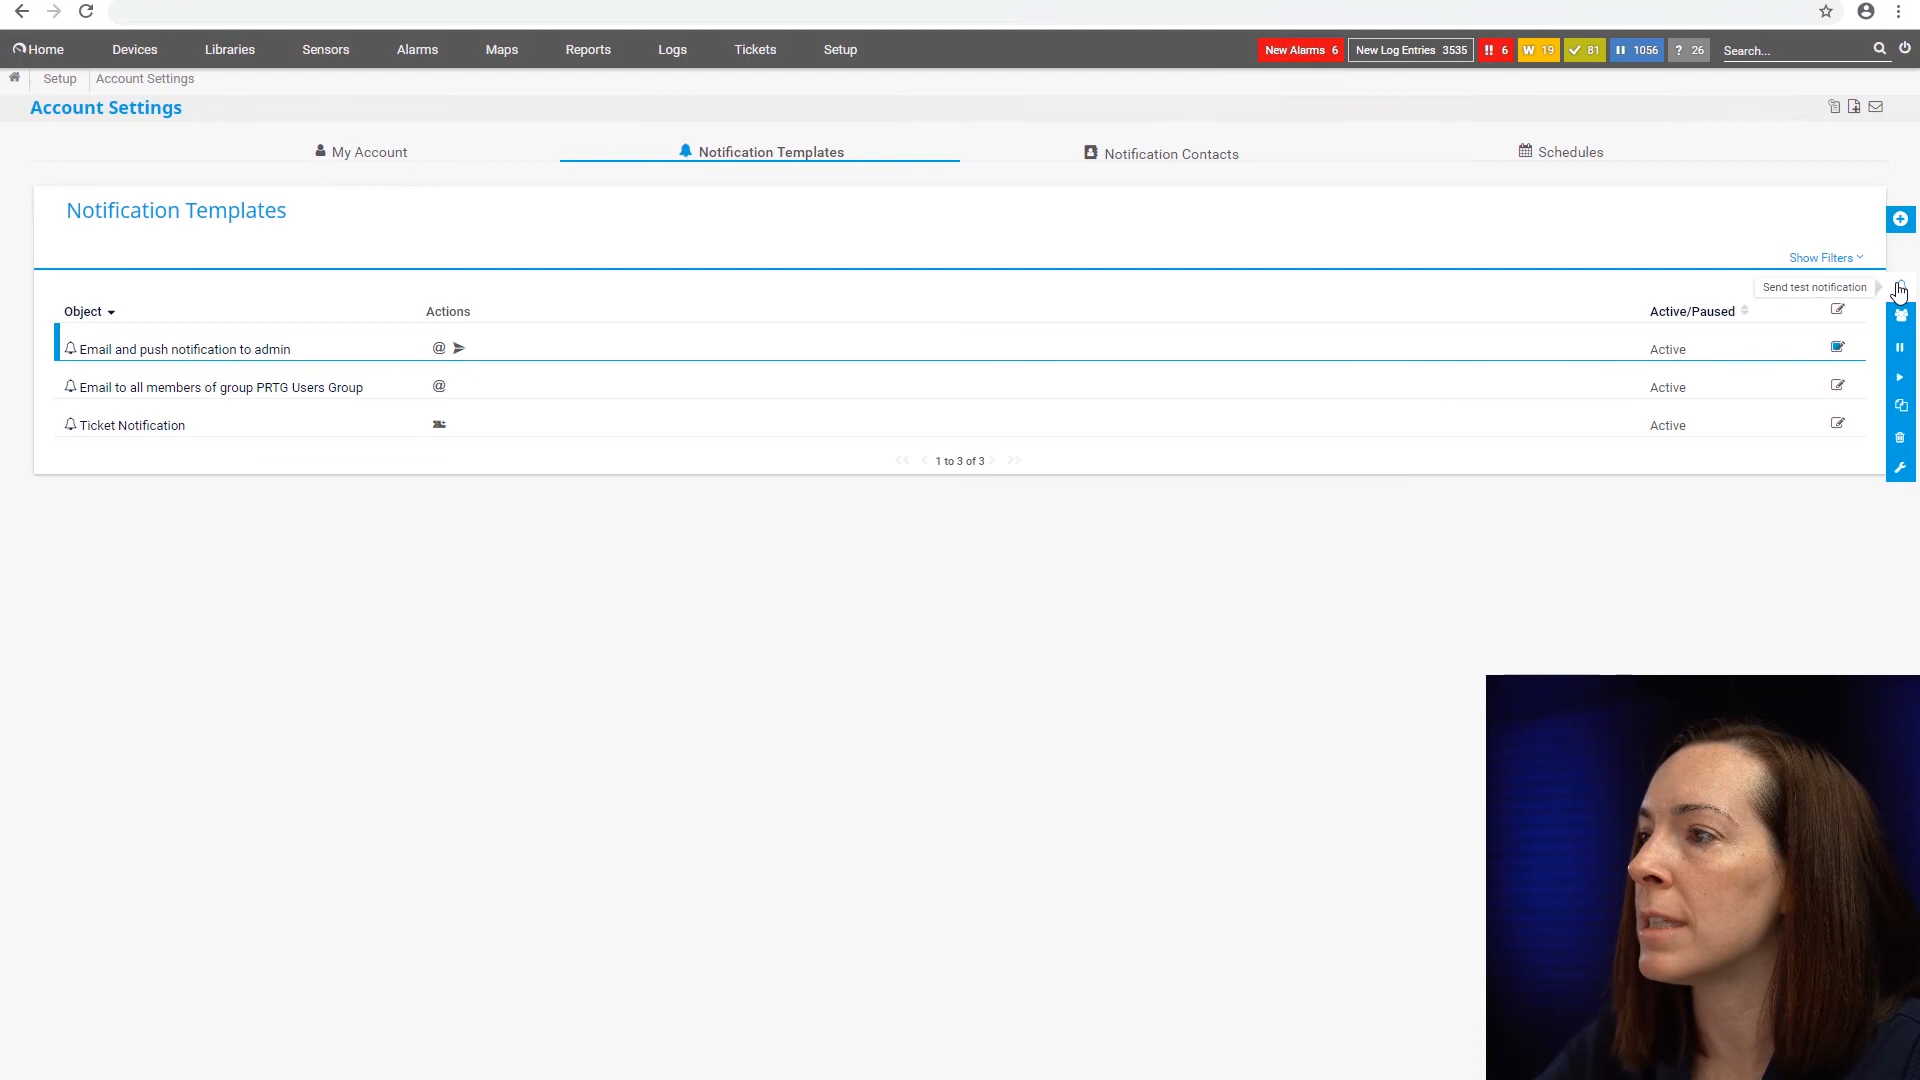 Home Devices Libraries Sensors Alarms Maps Reports Logs Tickets Setup New Alarms 6 New Log Entries 3535 !! 6 W 19 81 1056 ? 26 Search...
Setup Account Settings
Account Settings
My Account Notification Templates Notification Contacts Schedules
Notification Templates
Show Filters
Send test notification
Object Actions Active/Paused
Email and push notification to admin @ Active
Email to all members of group PRTG Users Group @ Active
Ticket Notification Active
<< < 1 to 3 of 3 > >>